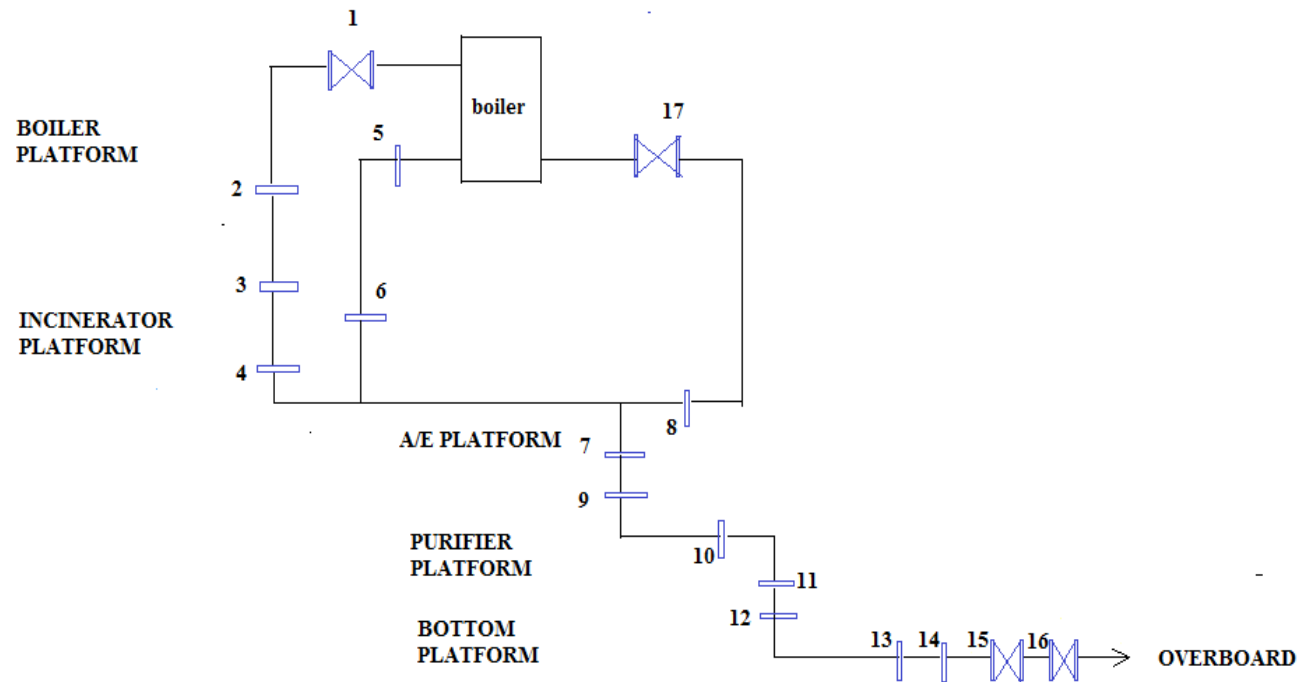 1
boiler
17
5
BOILER
PLATFORM
2
3
6
INCINERATOR
PLATFORM
4
8
A/E PLATFORM
7
9
PURIFIER
PLATFORM
10
11
12
BOTTOM
PLATFORM
13
14
15
16
OVERBOARD